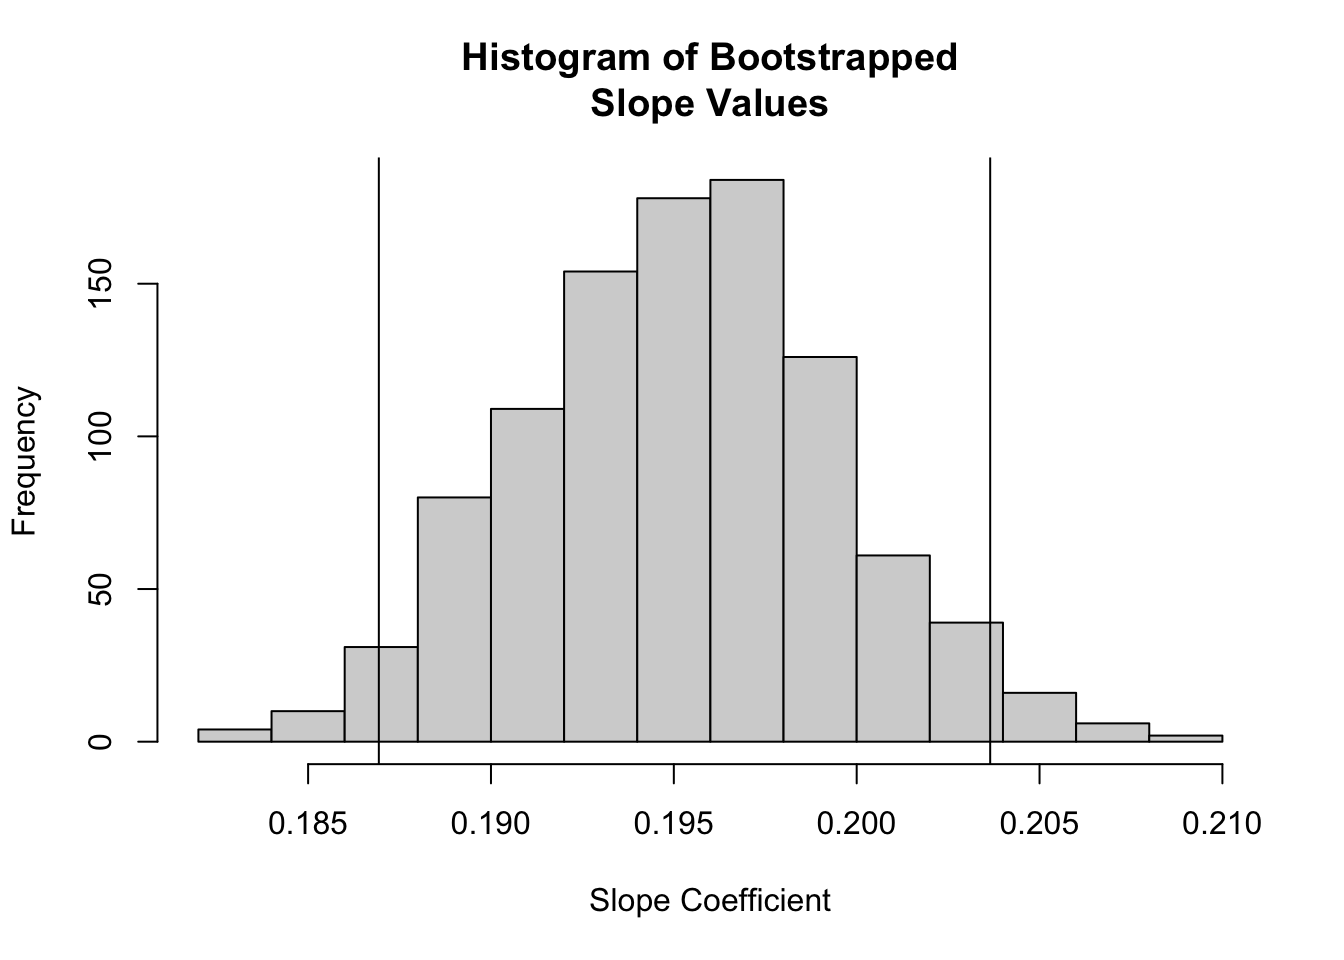 Histogram of Bootstrapped
Slope Values
Frequency
150
100
50
0
0.185 0.190 0.195 0.200 0.205 0.210
Slope Coefficient